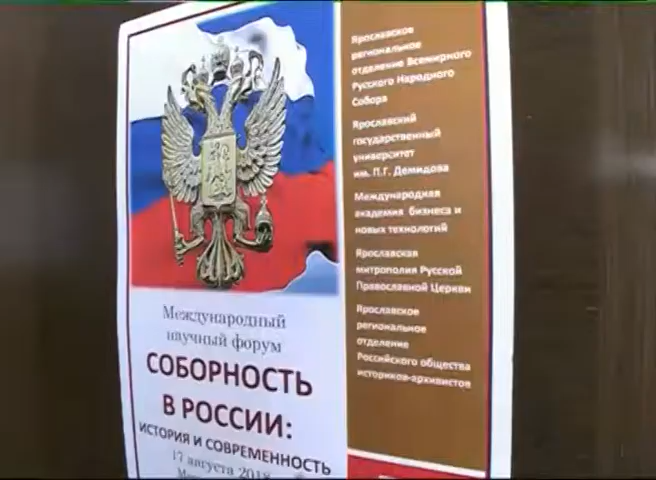 Ярославское
региональное
отделение Всемирного
Русского Народного
Собора
Ярославский
государственный
университет
им. П.Г. Демидова
Международная
академия бизнеса и
новых технологий
Ярославская
митрополия Русской
Православной Церкви
Ярославское
региональное
отделение
Российского общества
историков-архивистов
Международный
научный форум
СОБОРНОСТЬ
В РОССИИ:
ИСТОРИЯ И СОВРЕМЕННОСТЬ
17 августа 2018